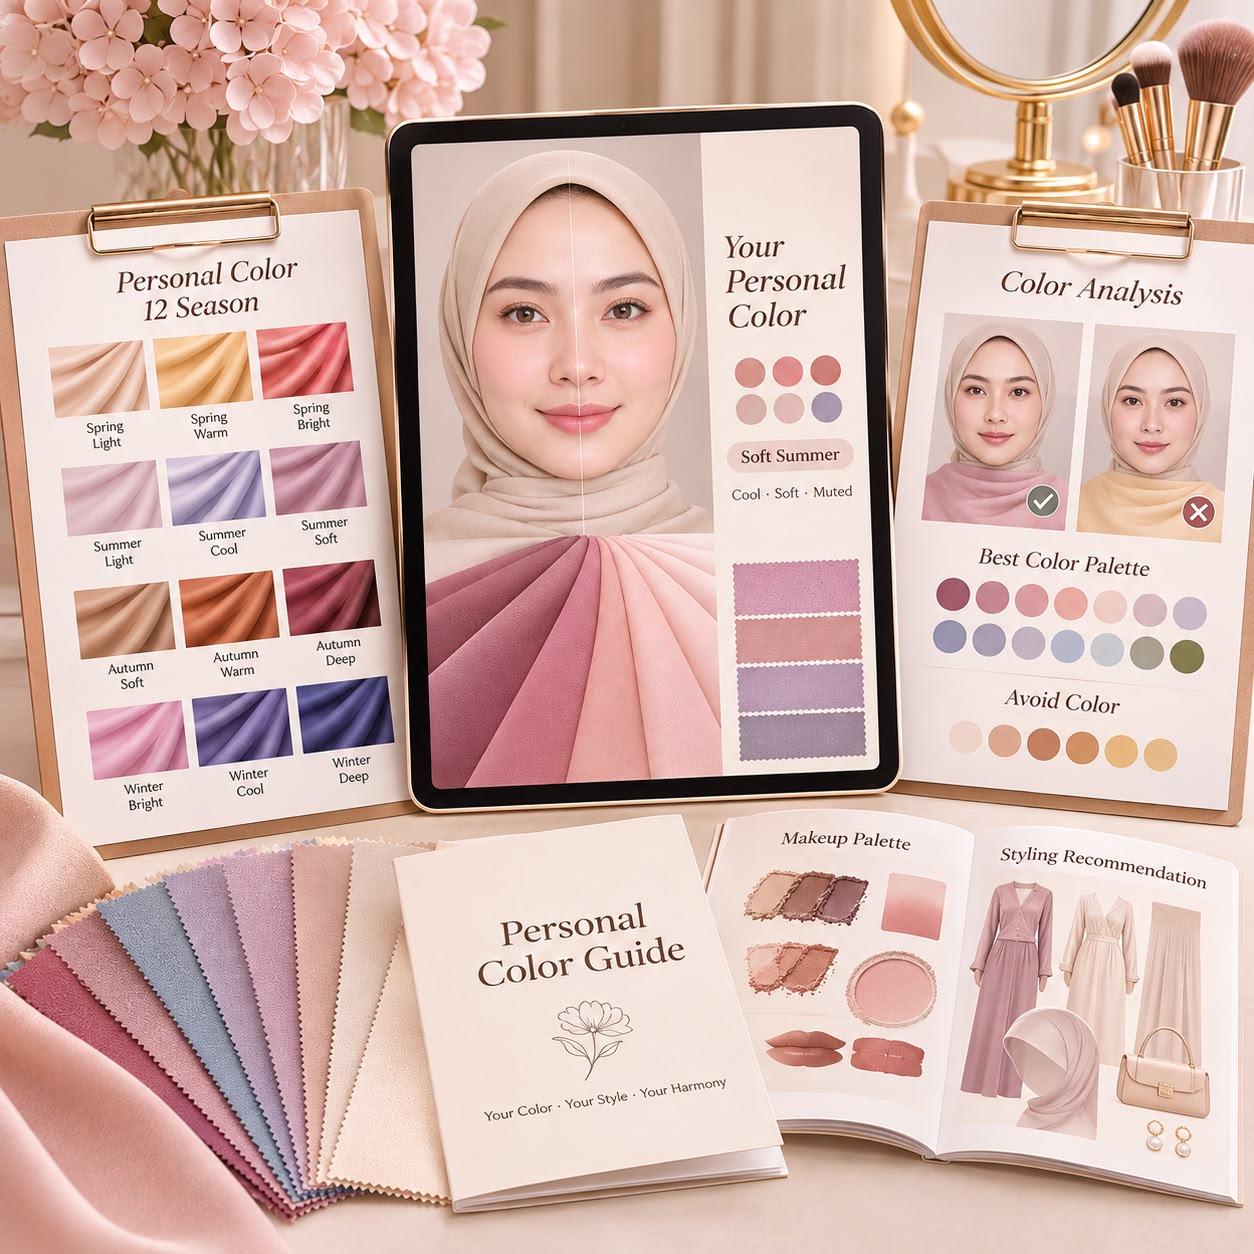 Personal Color
12 Season
Spring
Light
Spring
Warm
Spring
Bright
Summer
Light
Summer
Cool
Summer
Soft
Autumn
Soft
Autumn
Warm
Autumn
Deep
Winter
Bright
Winter
Cool
Winter
Deep
Your
Personal
Color
Soft Summer
Cool · Soft · Muted
Color Analysis
Best Color Palette
Avoid Color
Personal
Color Guide
Your Color · Your Style · Your Harmony
Makeup Palette
Styling Recommendation